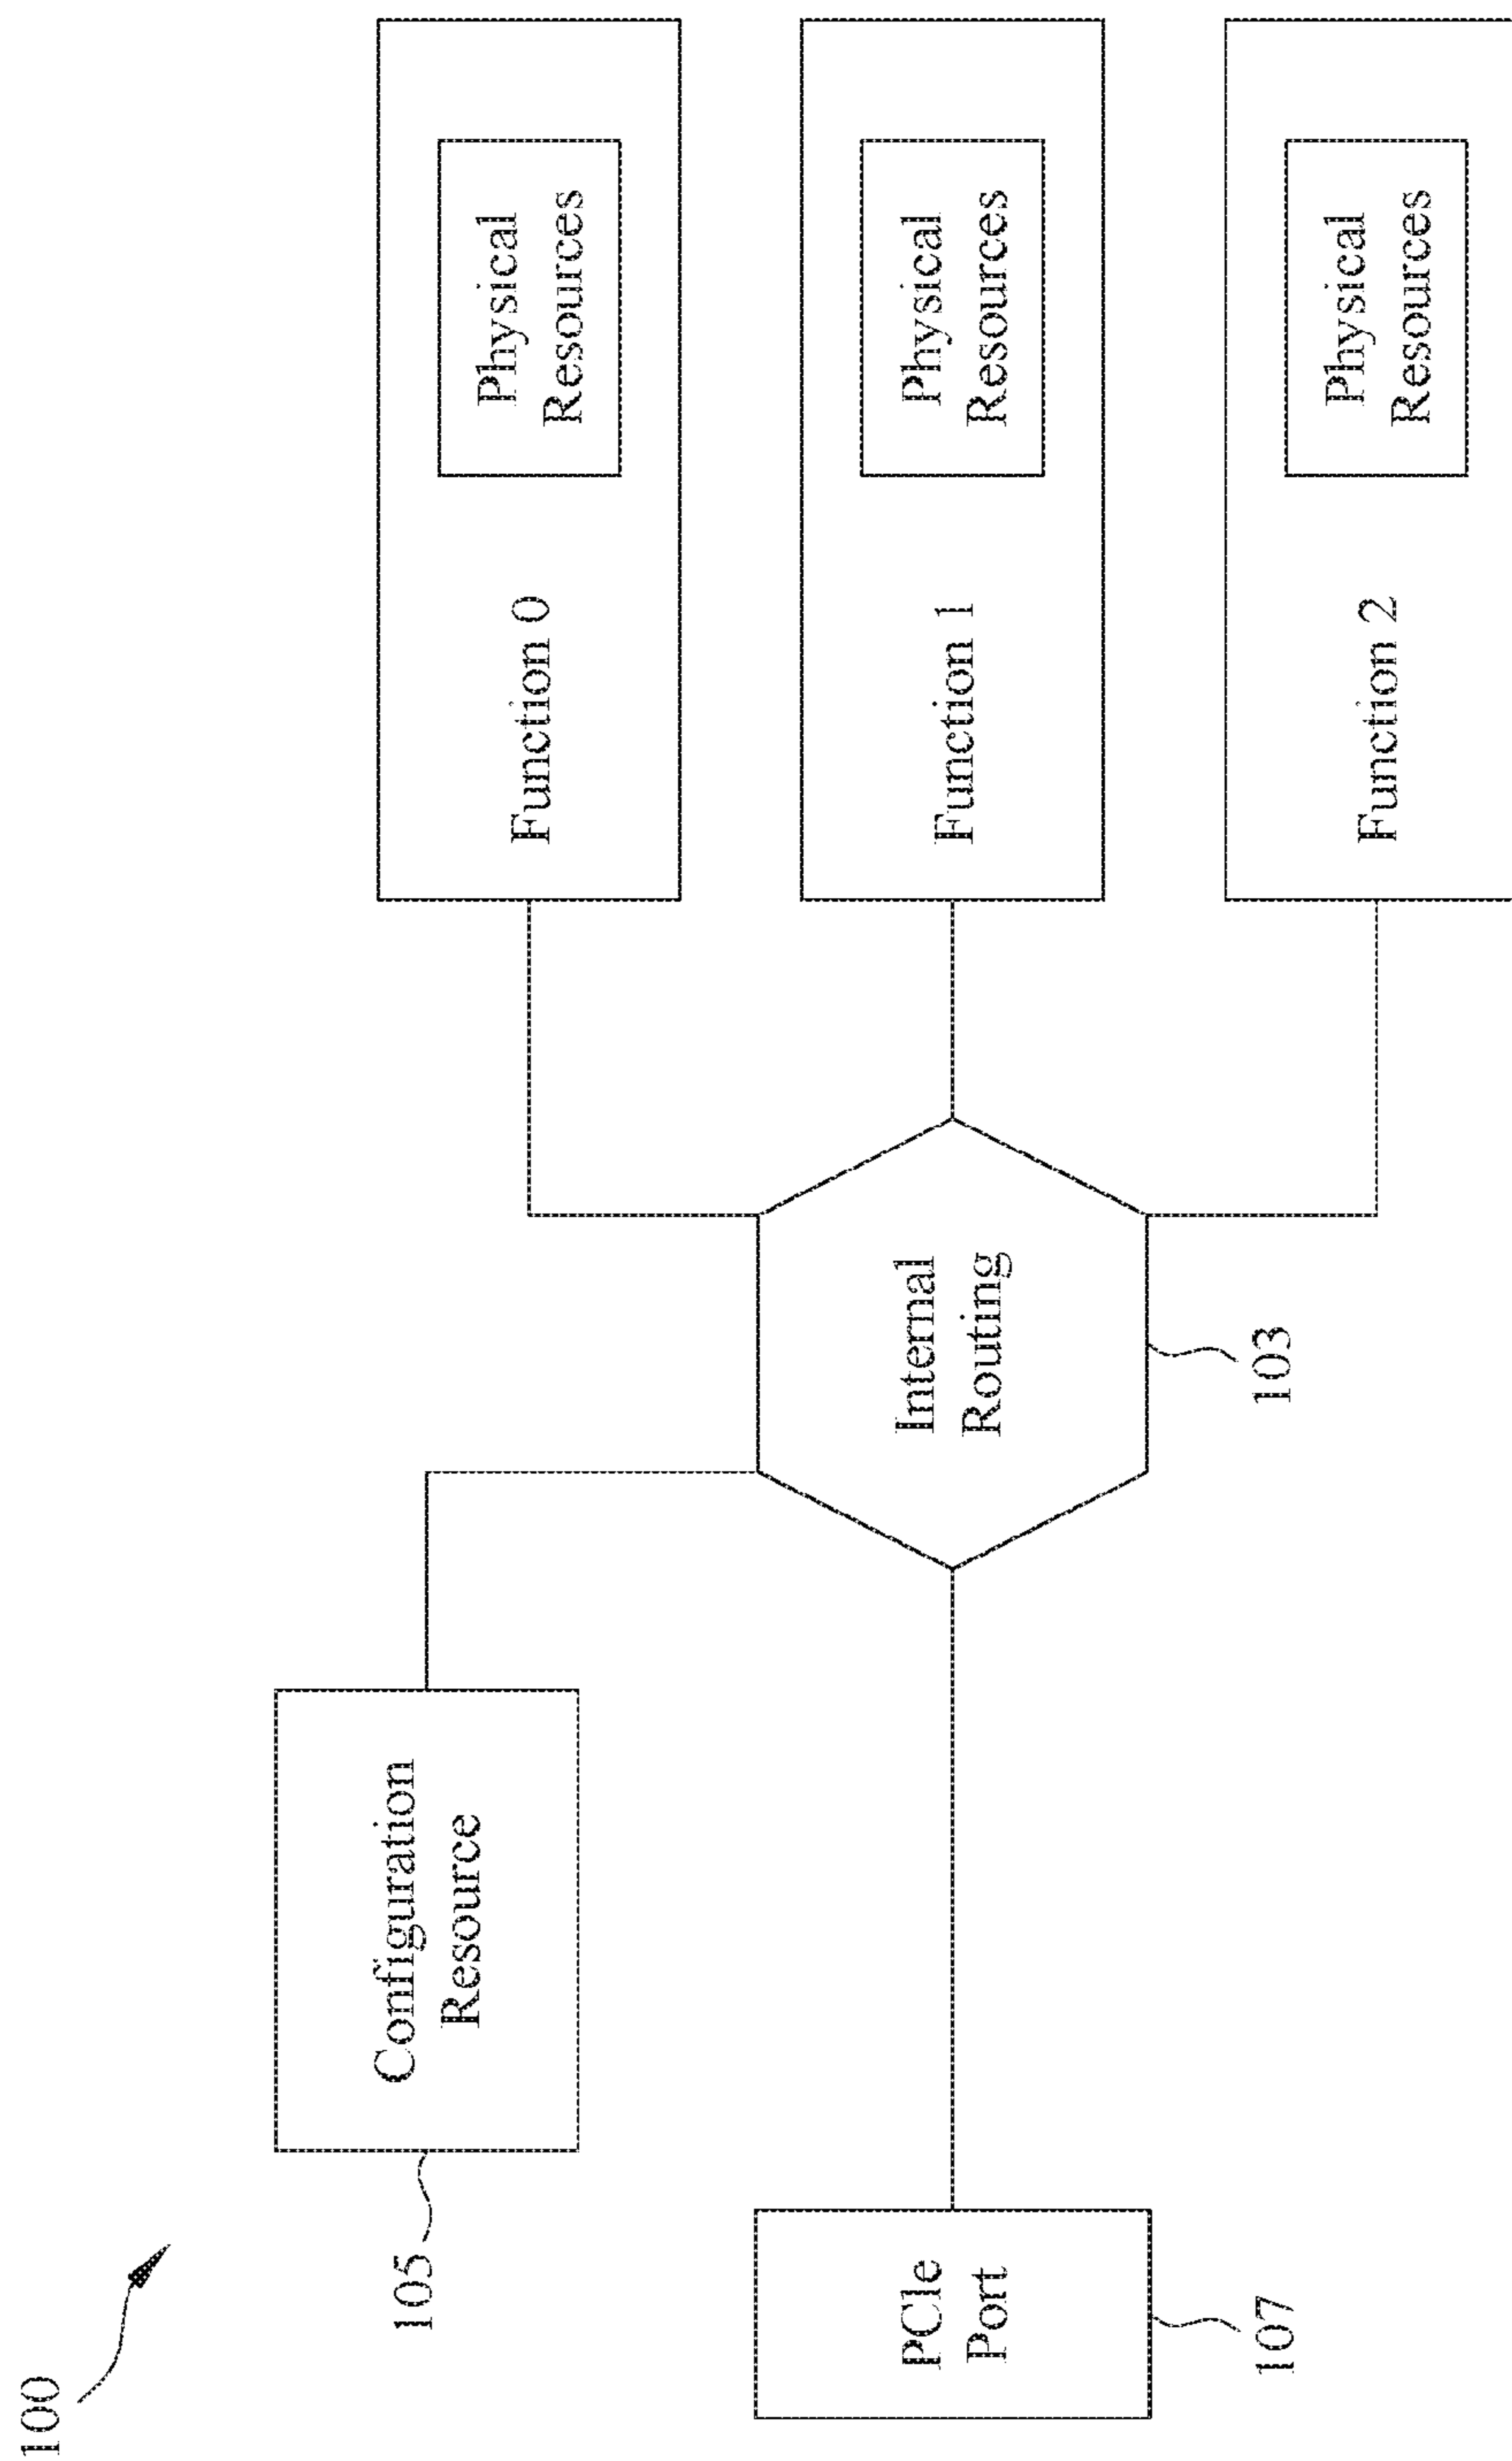 100
Configuration
Resource
105
PCIe
Port
107
Internal
Routing
103
Function 0
Physical
Resources
Function 1
Physical
Resources
Function 2
Physical
Resources